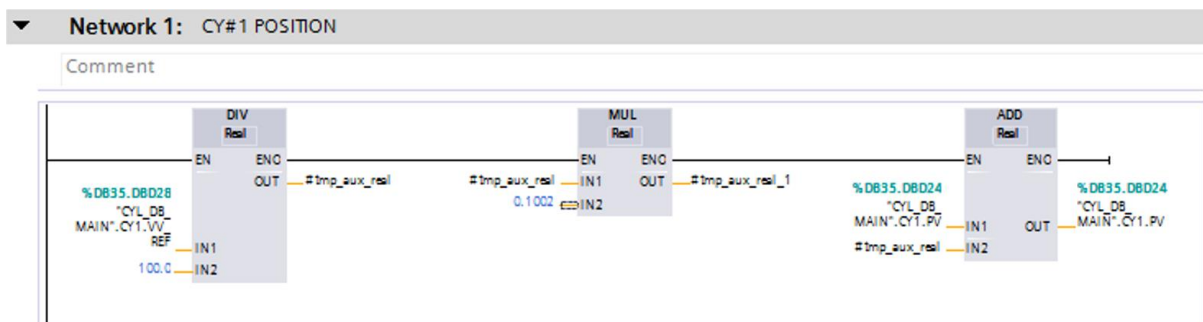 Network 1: CY#1 POSITION
Comment
DIV
Real
EN ENO
OUT #tmp_aux_real
%DB35.DBD28
"CYL_DB_
MAIN".CY1.VV_
REF IN1
100.0 IN2
MUL
Real
EN ENO
#tmp_aux_real IN1 OUT #tmp_aux_real_1
0.1002 IN2
ADD
Real
EN ENO
%DB35.DBD24
"CYL_DB_
MAIN".CY1.PV IN1
#tmp_aux_real IN2
OUT
%DB35.DBD24
"CYL_DB_
MAIN".CY1.PV